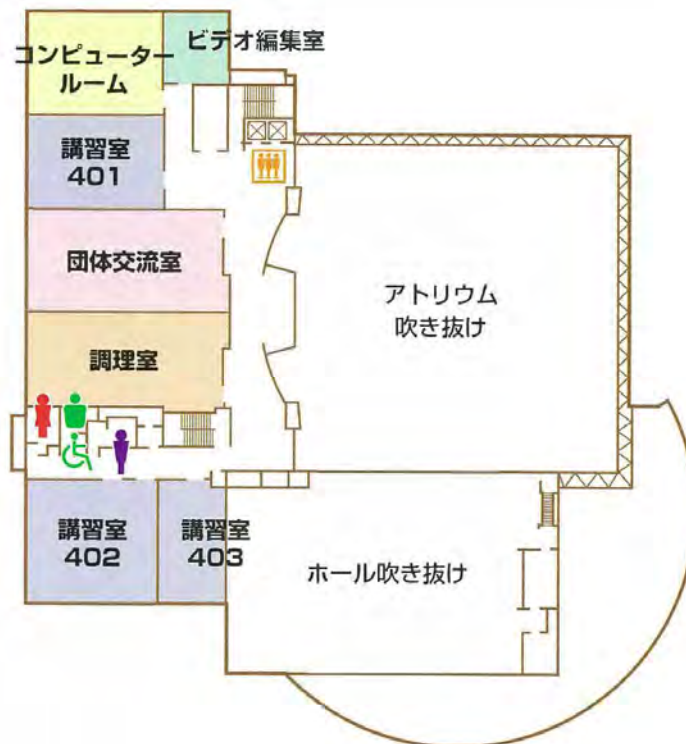 コンピューター
ルーム
ビデオ編集室
講習室
401
団体交流室
アトリウム
吹き抜け
調理室
講習室
402
講習室
403
ホール吹き抜け